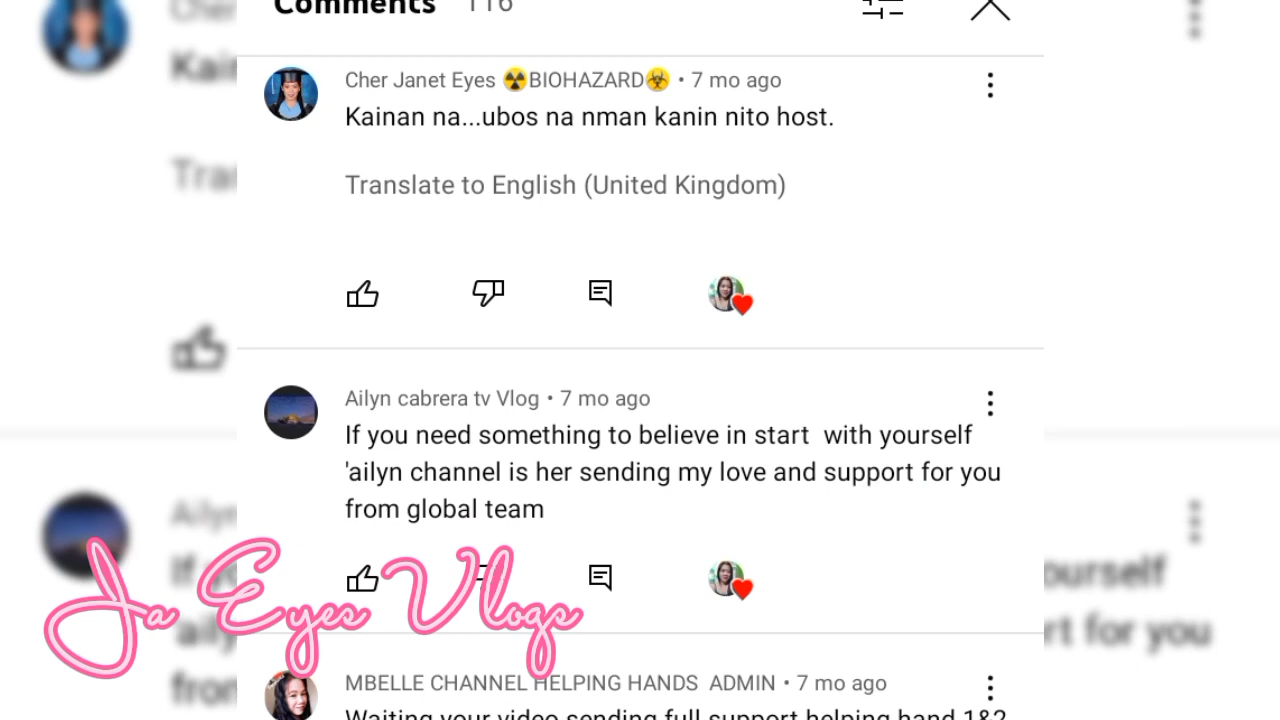 Comments 116
Cher Janet Eyes ☢BIOHAZARD☣ • 7 mo ago
Kainan na...ubos na nman kanin nito host.
Translate to English (United Kingdom)
Ailyn cabrera tv Vlog • 7 mo ago
If you need something to believe in start  with yourself
'ailyn channel is her sending my love and support for you
from global team
Ja Eyes Vlogs
MBELLE CHANNEL HELPING HANDS  ADMIN • 7 mo ago
Waiting your video sending full support helping hand 1&2